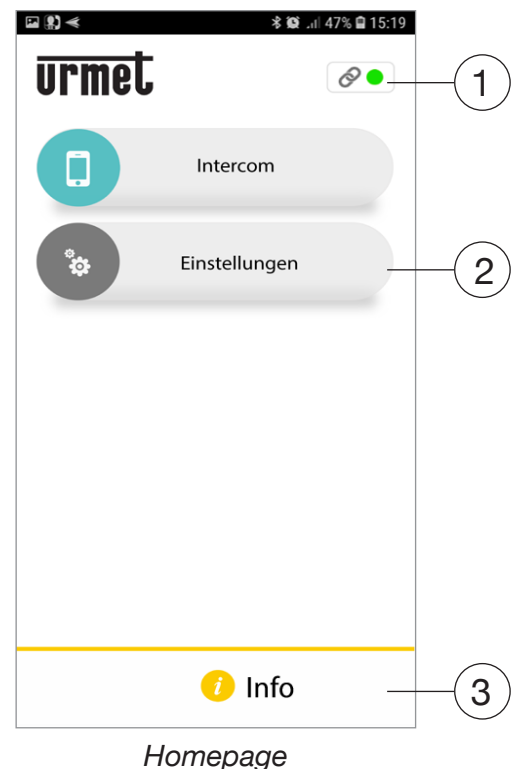 47% 15:19
urmet
1
Intercom
Einstellungen
2
i Info
3
Homepage